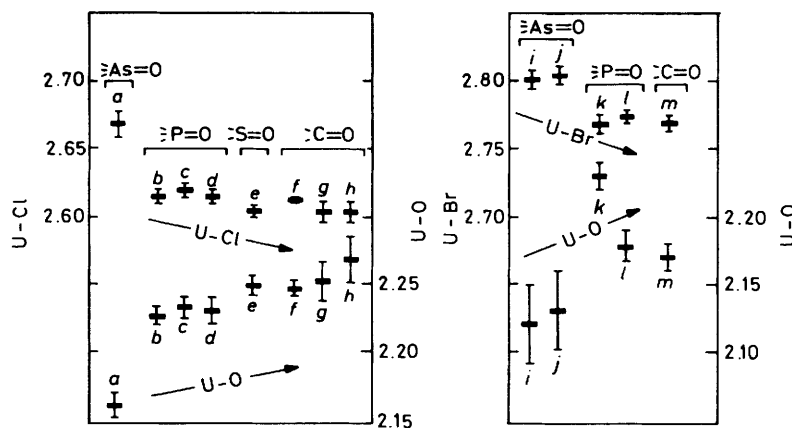 ⩾As=O
a
⩾P=O
⩾S=O
⩾C=O
b c d e f g h
U-Cl
b c d e f g h
a
U-O
2.70
2.65
2.60
U-Cl
2.25
2.20
2.15
U-O
⩾As=O
i j
⩾P=O
⩾C=O
k l m
U-Br
k
U-O
l m
i j
2.80
2.75
2.70
U-Br
2.20
2.15
2.10
U-O